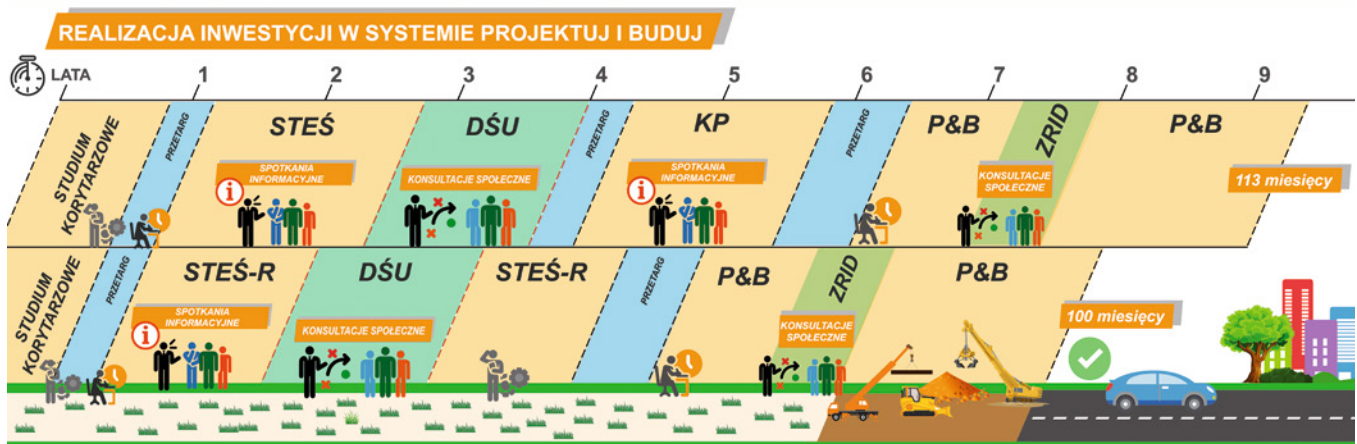 REALIZACJA INWESTYCJI W SYSTEMIE PROJEKTUJ I BUDUJ
LATA 1 2 3 4 5 6 7 8 9
STUDIUM
KORYTARZOWE
PRZETARG
STEŚ
SPOTKANIA
INFORMACYJNE
i
DŚU
KONSULTACJE SPOŁECZNE
PRZETARG
KP
SPOTKANIA
INFORMACYJNE
i
PRZETARG
P&B
ZRID
KONSULTACJE
SPOŁECZNE
P&B
113 miesięcy
STUDIUM
KORYTARZOWE
PRZETARG
STEŚ-R
SPOTKANIA
INFORMACYJNE
i
DŚU
KONSULTACJE SPOŁECZNE
STEŚ-R
PRZETARG
P&B
ZRID
KONSULTACJE
SPOŁECZNE
P&B
100 miesięcy